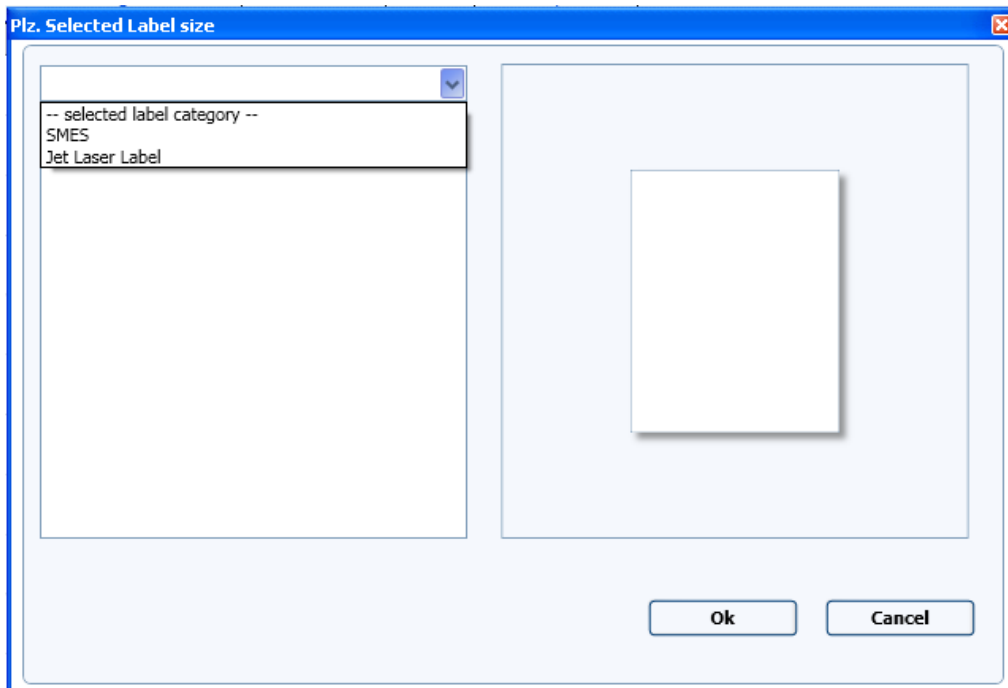 Plz. Selected Label size
-- selected label category --
SMES
Jet Laser Label
Ok
Cancel